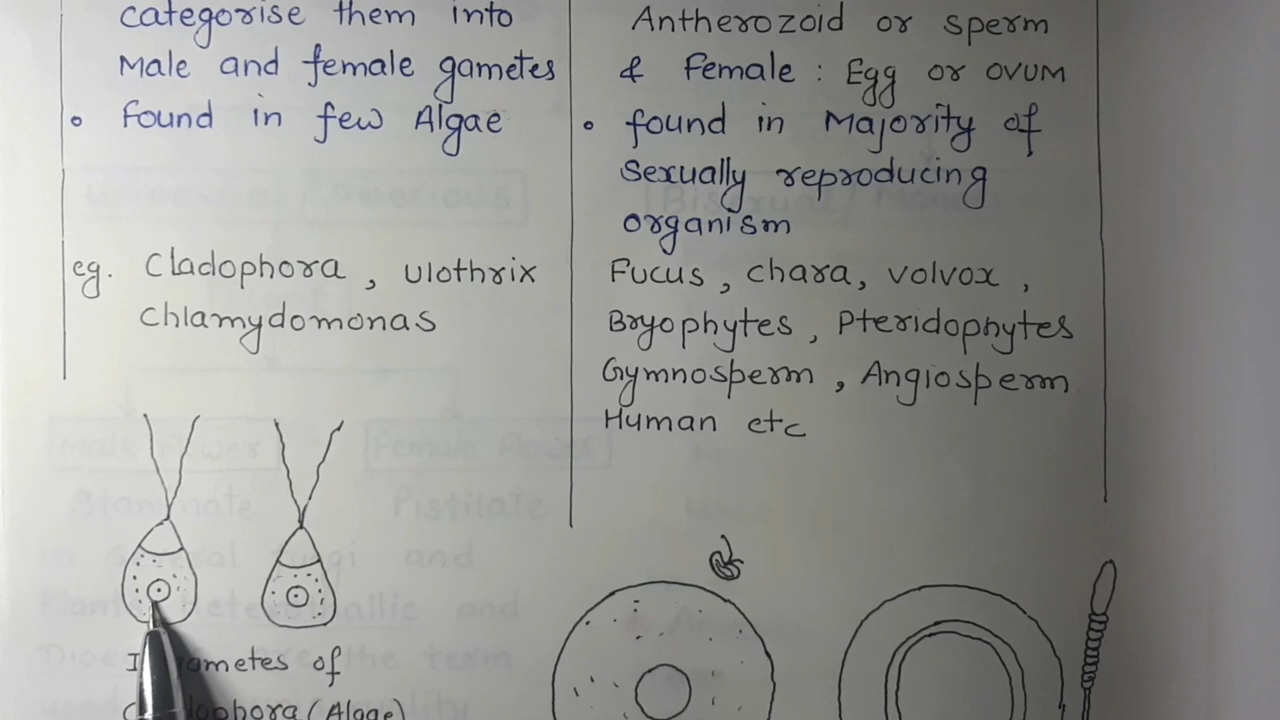 categorise them into
Male and female gametes
• Found in few Algae
eg. Cladophora, ulothrix
Chlamydomonas
Antherozoid or sperm
& Female : Egg or ovum
• found in Majority of
Sexually reproducing
organism
Fucus, chara, volvox,
Bryophytes, Pteridophytes
Gymnosperm, Angiosperm
Human etc
of
(Algae)